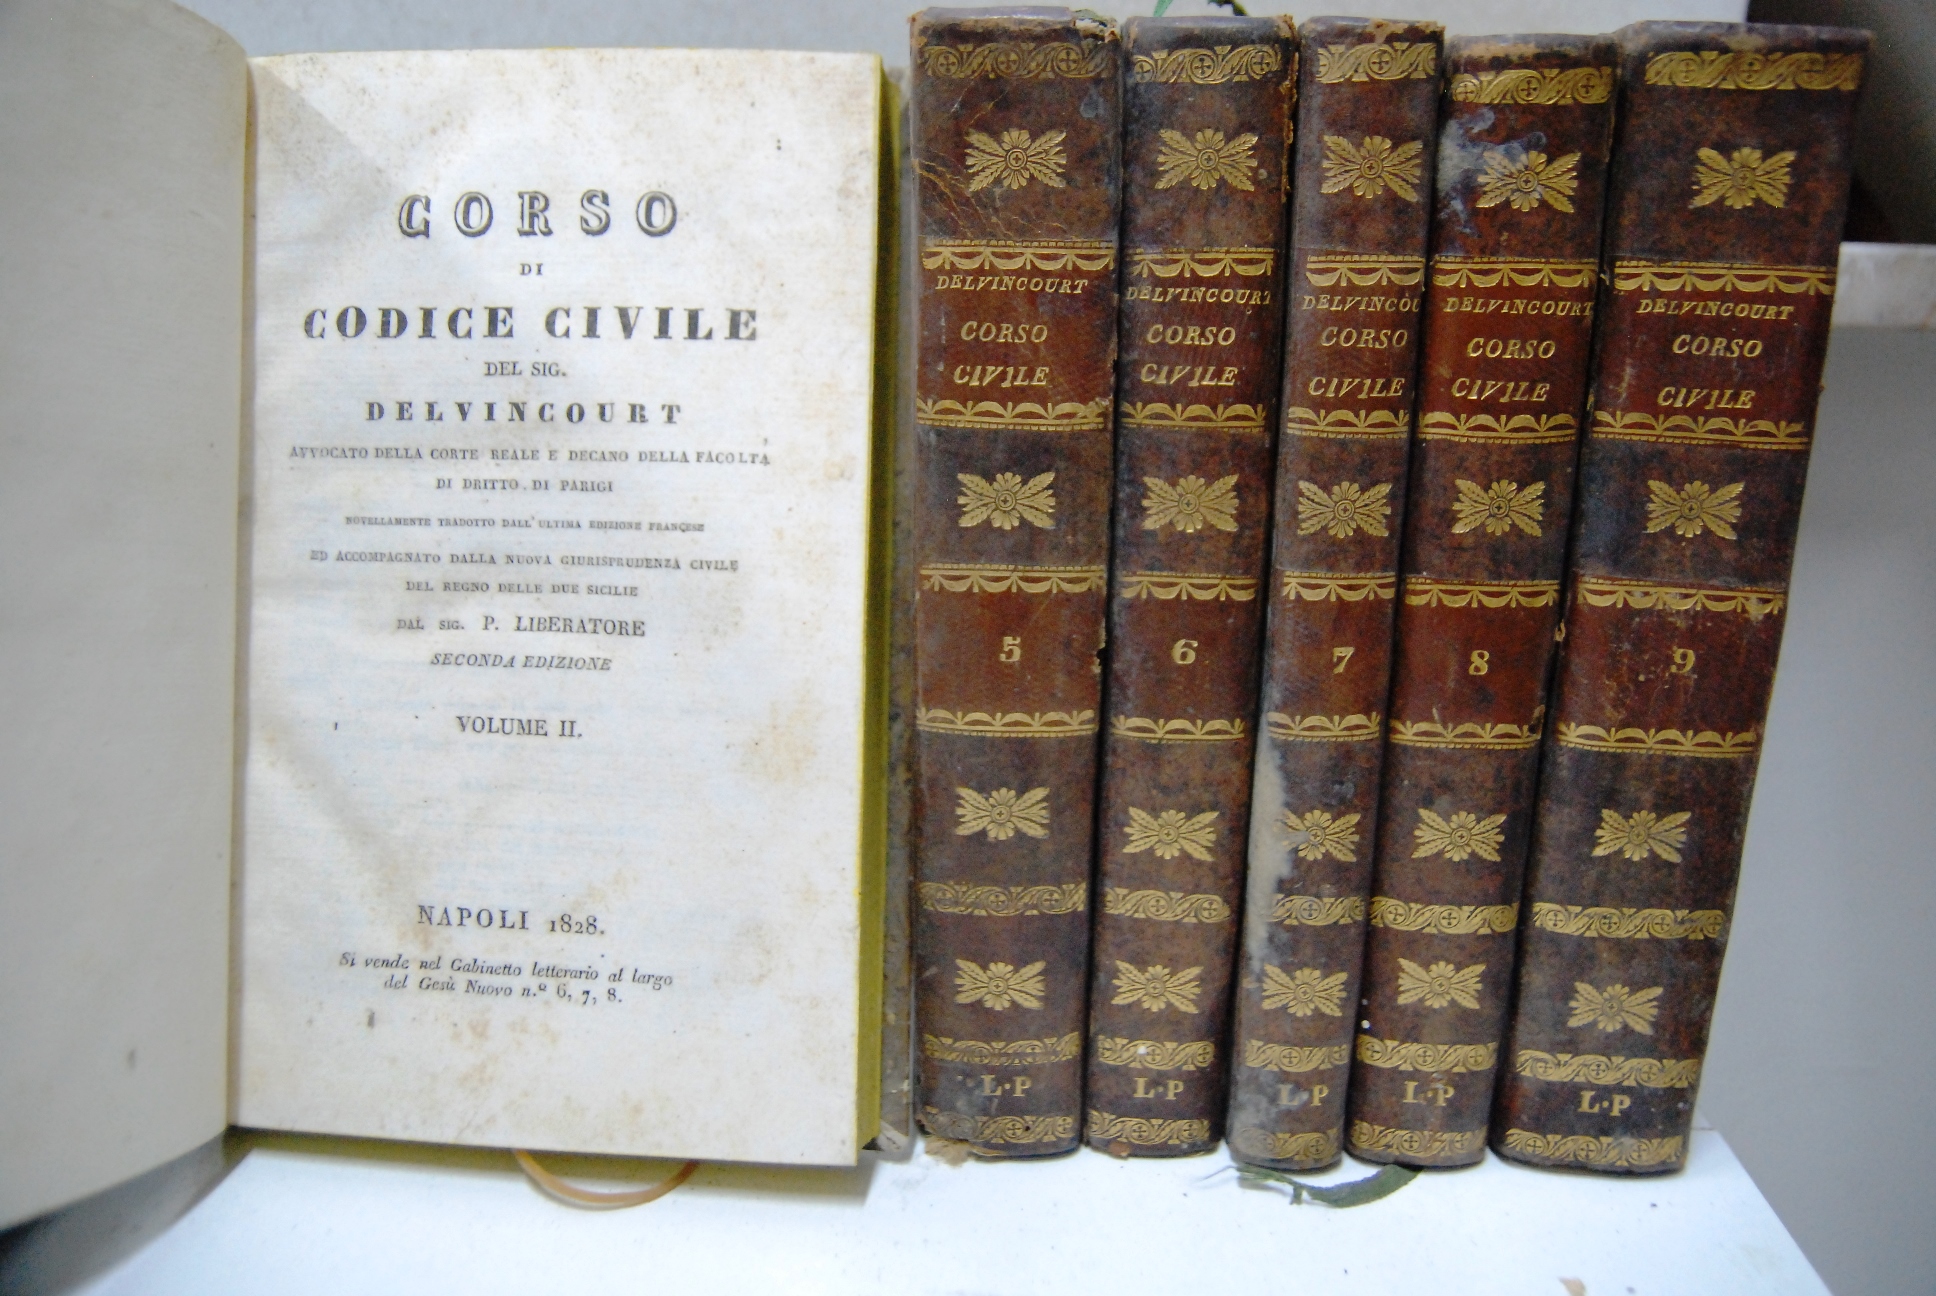 CORSO
DI
CODICE CIVILE
DEL SIG.
DELVINCOURT
AVVOCATO DELLA CORTE REALE E DECANO DELLA FACOLTÀ
DI DRITTO DI PARIGI
NOVELLAMENTE TRADOTTO DALL'ULTIMA EDIZIONE FRANCESE
ED ACCOMPAGNATO DALLA NUOVA GIURISPRUDENZA CIVILE
DEL REGNO DELLE DUE SICILIE
DAL SIG. P. LIBERATORE
SECONDA EDIZIONE
VOLUME II.
NAPOLI 1828.
Si vende nel Gabinetto letterario al largo
del Gesù Nuovo n.º 6, 7, 8.
DELVINCOURT
CORSO
CIVILE
5
L·P
DELVINCOURT
CORSO
CIVILE
6
L·P
DELVINCOU
CORSO
CIVILE
7
L·P
DELVINCOURT
CORSO
CIVILE
8
L·P
DELVINCOURT
CORSO
CIVILE
9
L·P